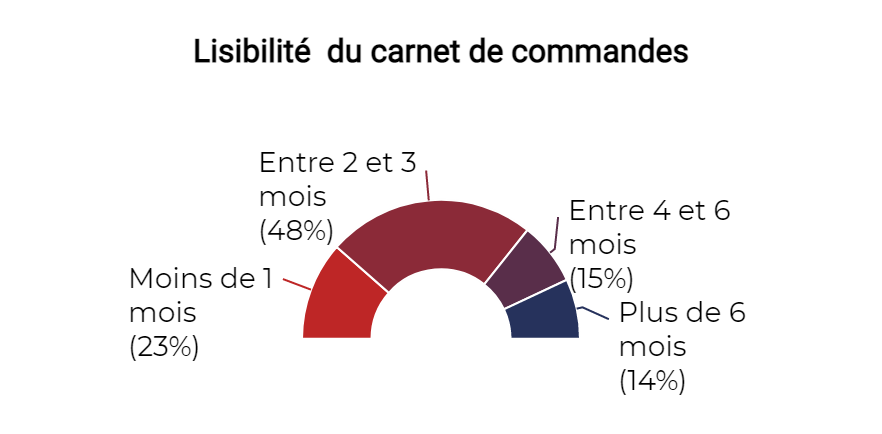 Lisibilité  du carnet de commandes
Entre 2 et 3
mois
(48%)
Entre 4 et 6
mois
(15%)
Moins de 1
mois
(23%)
Plus de 6
mois
(14%)